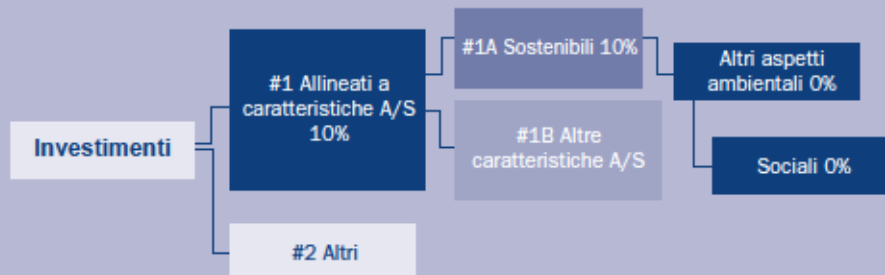 Investimenti
#1 Allineati a
caratteristiche A/S
10%
#1A Sostenibili 10%
Altri aspetti
ambientali 0%
Sociali 0%
#1B Altre
caratteristiche A/S
#2 Altri